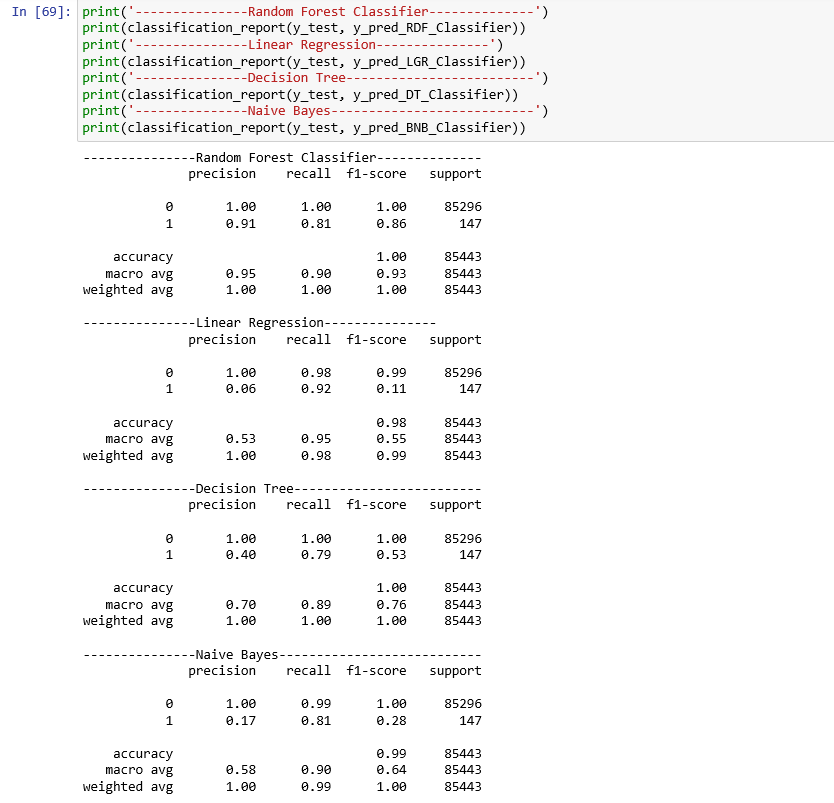 In [69]: print('---------------Random Forest Classifier--------------')
print(classification_report(y_test, y_pred_RDF_Classifier))
print('---------------Linear Regression---------------')
print(classification_report(y_test, y_pred_LGR_Classifier))
print('---------------Decision Tree-------------------------')
print(classification_report(y_test, y_pred_DT_Classifier))
print('---------------Naive Bayes---------------------------')
print(classification_report(y_test, y_pred_BNB_Classifier))
---------------Random Forest Classifier--------------
precision recall f1-score support
0 1.00 1.00 1.00 85296
1 0.91 0.81 0.86 147
accuracy 1.00 85443
macro avg 0.95 0.90 0.93 85443
weighted avg 1.00 1.00 1.00 85443
---------------Linear Regression---------------
precision recall f1-score support
0 1.00 0.98 0.99 85296
1 0.06 0.92 0.11 147
accuracy 0.98 85443
macro avg 0.53 0.95 0.55 85443
weighted avg 1.00 0.98 0.99 85443
---------------Decision Tree-------------------------
precision recall f1-score support
0 1.00 1.00 1.00 85296
1 0.40 0.79 0.53 147
accuracy 1.00 85443
macro avg 0.70 0.89 0.76 85443
weighted avg 1.00 1.00 1.00 85443
---------------Naive Bayes---------------------------
precision recall f1-score support
0 1.00 0.99 1.00 85296
1 0.17 0.81 0.28 147
accuracy 0.99 85443
macro avg 0.58 0.90 0.64 85443
weighted avg 1.00 0.99 1.00 85443